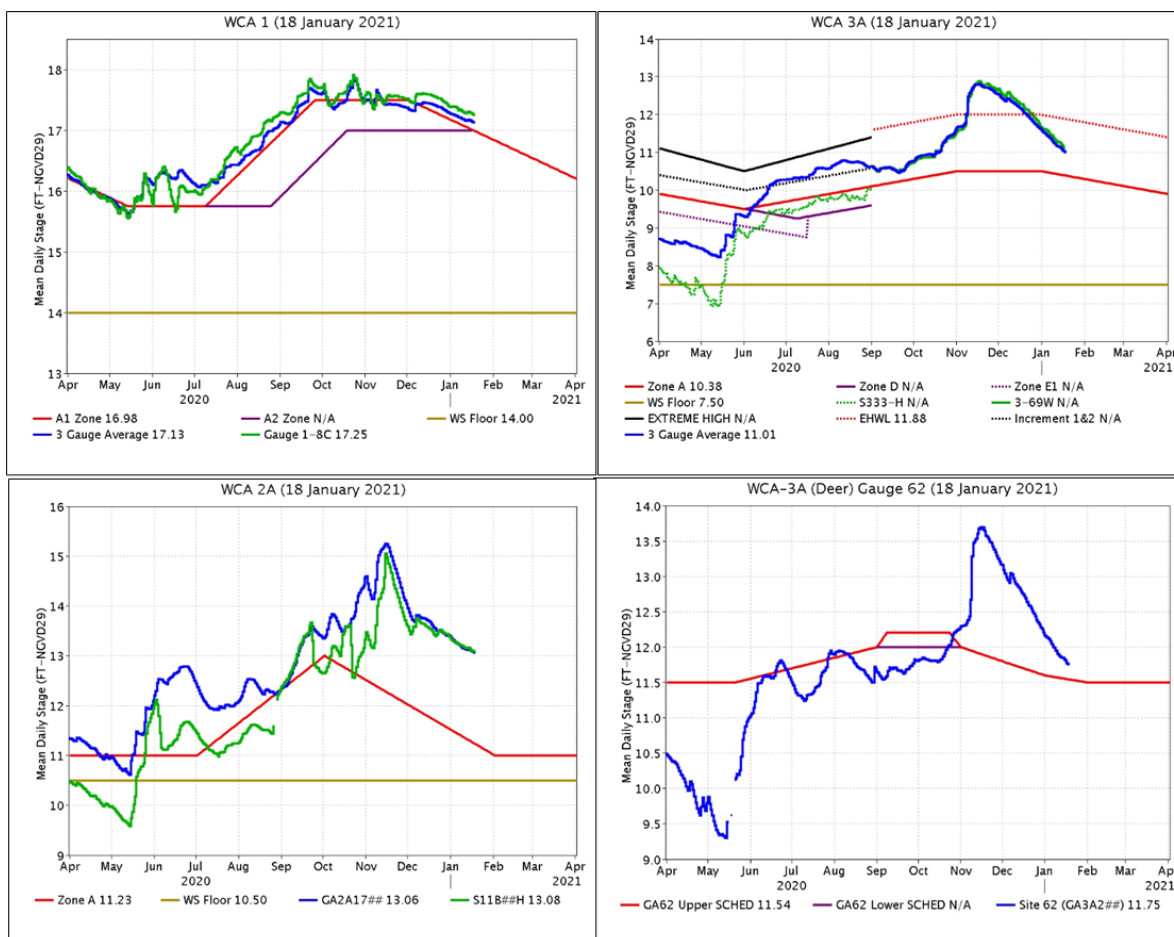 WCA 1 (18 January 2021)
Mean Daily Stage (FT-NGVD29)
18
17
16
15
14
13
Apr May Jun Jul Aug Sep Oct Nov Dec Jan Feb Mar Apr
2020 2021
A1 Zone 16.98 A2 Zone N/A WS Floor 14.00
3 Gauge Average 17.13 Gauge 1-8C 17.25
WCA 3A (18 January 2021)
Mean Daily Stage (FT-NGVD29)
14
13
12
11
10
9
8
7
6
Apr May Jun Jul Aug Sep Oct Nov Dec Jan Feb Mar Apr
2020 2021
Zone A 10.38 Zone D N/A Zone E1 N/A
WS Floor 7.50 S333-H N/A 3-69W N/A
EXTREME HIGH N/A EHWL 11.88 Increment 1&2 N/A
3 Gauge Average 11.01
WCA 2A (18 January 2021)
Mean Daily Stage (FT-NGVD29)
16
15
14
13
12
11
10
9
Apr May Jun Jul Aug Sep Oct Nov Dec Jan Feb Mar Apr
2020 2021
Zone A 11.23 WS Floor 10.50 GA2A17## 13.06 S11B##H 13.08
WCA-3A (Deer) Gauge 62 (18 January 2021)
Mean Daily Stage (FT-NGVD29)
14.0
13.5
13.0
12.5
12.0
11.5
11.0
10.5
10.0
9.5
9.0
Apr May Jun Jul Aug Sep Oct Nov Dec Jan Feb Mar Apr
2020 2021
GA62 Upper SCHED 11.54 GA62 Lower SCHED N/A Site 62 (GA3A2##) 11.75